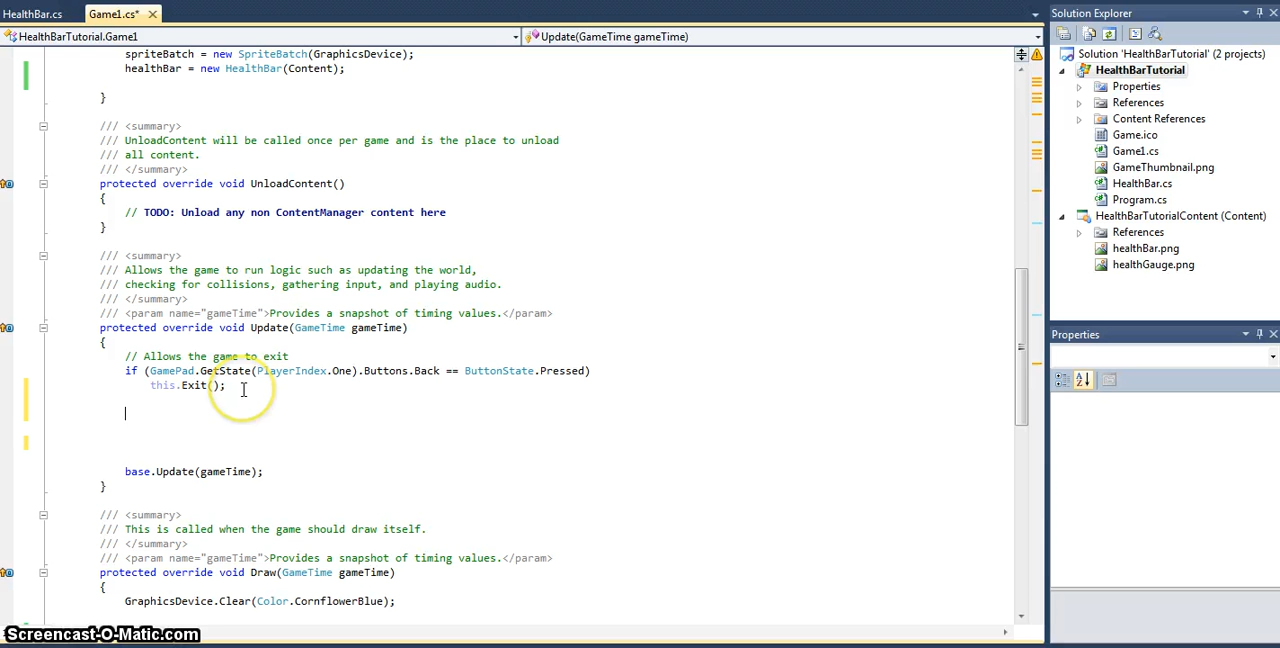 HealthBar.cs Game1.cs*
HealthBarTutorial.Game1 Update(GameTime gameTime)
spriteBatch = new SpriteBatch(GraphicsDevice);
healthBar = new HealthBar(Content);
}
/// <summary>
/// UnloadContent will be called once per game and is the place to unload
/// all content.
/// </summary>
protected override void UnloadContent()
{
// TODO: Unload any non ContentManager content here
}
/// <summary>
/// Allows the game to run logic such as updating the world,
/// checking for collisions, gathering input, and playing audio.
/// </summary>
/// <param name="gameTime">Provides a snapshot of timing values.</param>
protected override void Update(GameTime gameTime)
{
// Allows the game to exit
if (GamePad.GetState(PlayerIndex.One).Buttons.Back == ButtonState.Pressed)
this.Exit();
base.Update(gameTime);
}
/// <summary>
/// This is called when the game should draw itself.
/// </summary>
/// <param name="gameTime">Provides a snapshot of timing values.</param>
protected override void Draw(GameTime gameTime)
{
GraphicsDevice.Clear(Color.CornflowerBlue);
Screencast-O-Matic.com
Solution Explorer
Solution 'HealthBarTutorial' (2 projects)
HealthBarTutorial
Properties
References
Content References
Game.ico
Game1.cs
GameThumbnail.png
HealthBar.cs
Program.cs
HealthBarTutorialContent (Content)
References
healthBar.png
healthGauge.png
Properties